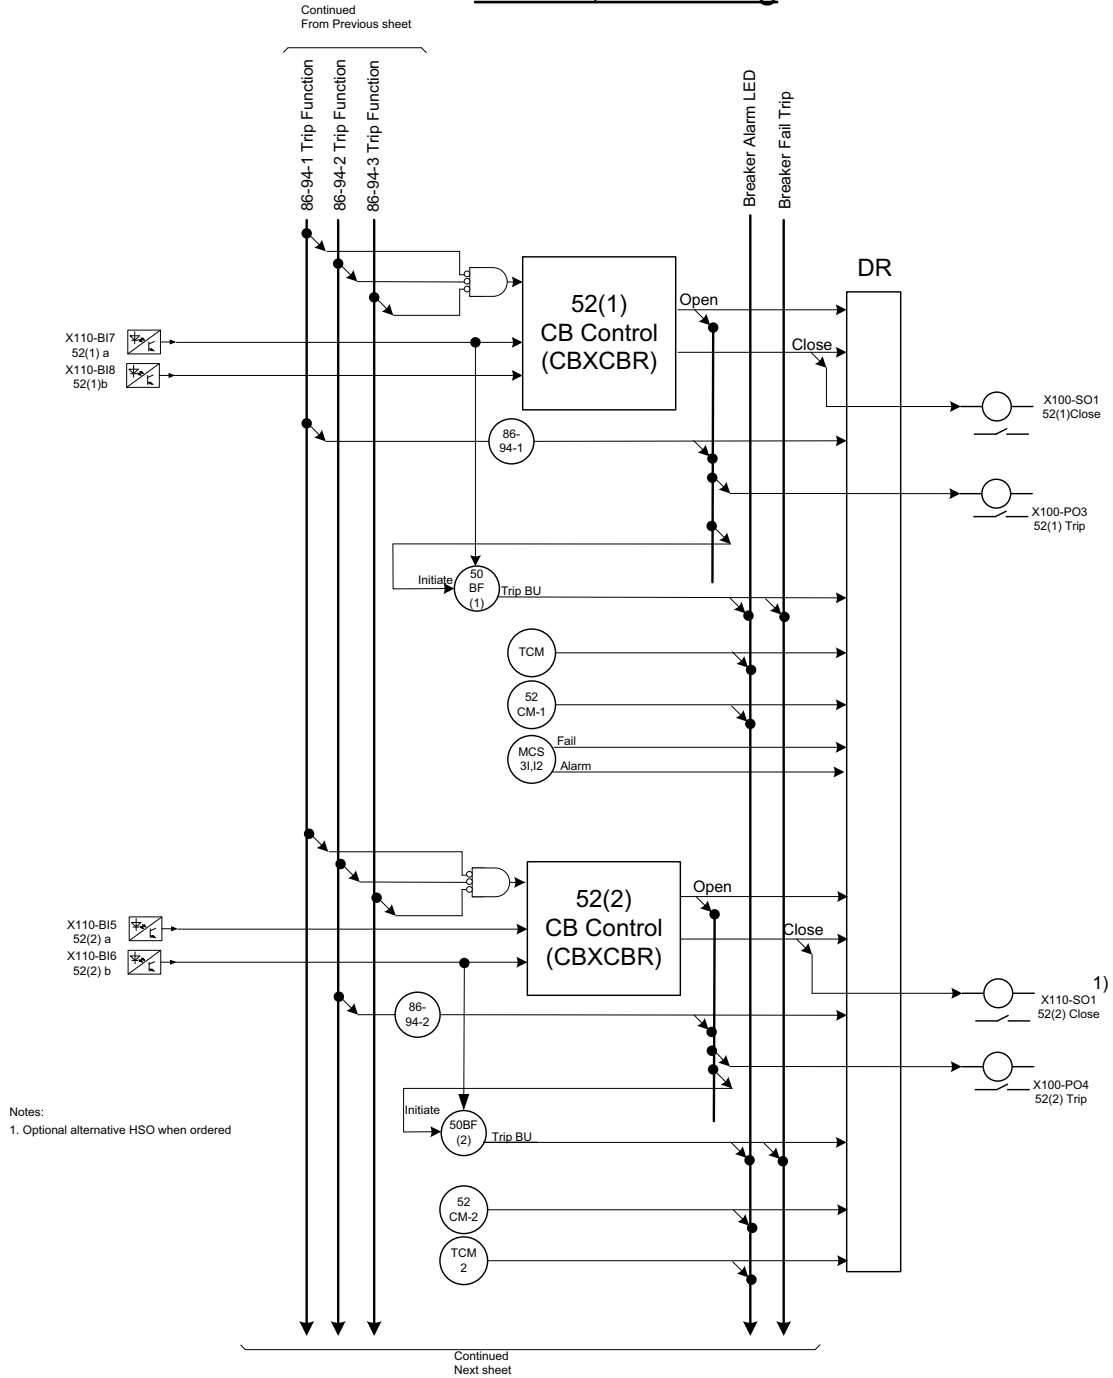 Continued
From Previous sheet
86-94-1 Trip Function
86-94-2 Trip Function
86-94-3 Trip Function
Breaker Alarm LED
Breaker Fail Trip
DR
52(1)
CB Control
(CBXCBR)
Open
Close
X110-BI7
52(1) a
X110-BI8
52(1)b
X100-SO1
52(1)Close
86-
94-1
X100-PO3
52(1) Trip
Initiate
50
BF
(1)
Trip BU
TCM
52
CM-1
MCS
3I,I2
Fail
Alarm
52(2)
CB Control
(CBXCBR)
Open
Close
X110-BI5
52(2) a
X110-BI6
52(2) b
1)
X110-SO1
52(2) Close
86-
94-2
X100-PO4
52(2) Trip
Notes:
1. Optional alternative HSO when ordered
Initiate
50BF
(2)
Trip BU
52
CM-2
TCM
2
Continued
Next sheet